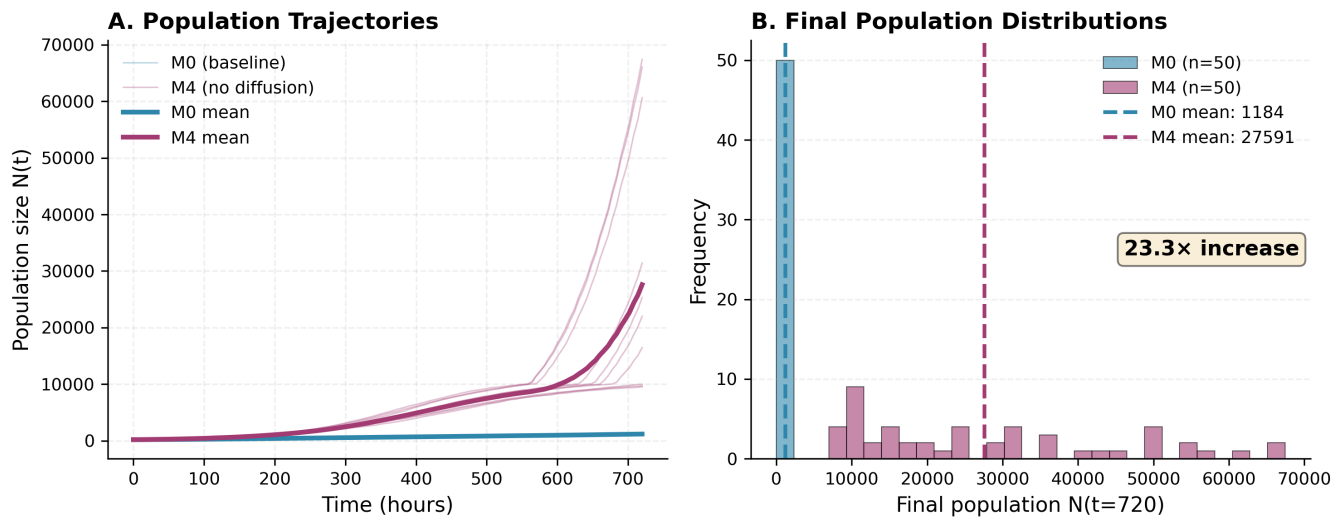 A. Population Trajectories
Population size N(t)
70000
60000
50000
40000
30000
20000
10000
0
M0 (baseline)
M4 (no diffusion)
M0 mean
M4 mean
0 100 200 300 400 500 600 700
Time (hours)
B. Final Population Distributions
Frequency
50
40
30
20
10
0
M0 (n=50)
M4 (n=50)
M0 mean: 1184
M4 mean: 27591
23.3× increase
0 10000 20000 30000 40000 50000 60000 70000
Final population N(t=720)